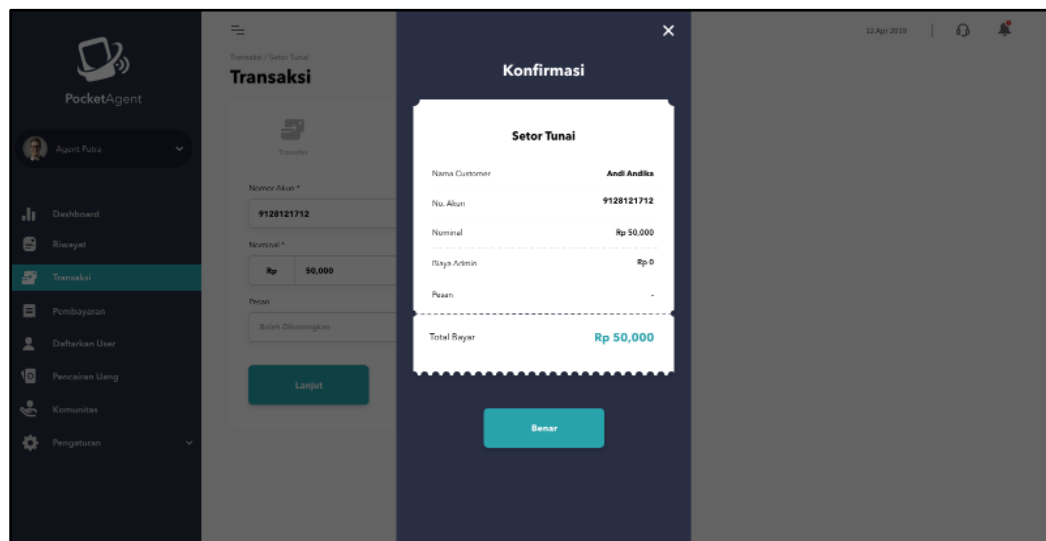 PocketAgent
Agent Putra
Dashboard
Riwayat
Transaksi
Pembayaran
Daftarkan User
Pencairan Uang
Komunitas
Pengaturan
12 Apr 2019
Transaksi / Setor Tunai
Transaksi
Transfer
Nomor Akun *
9128121712
Nominal *
Rp 50,000
Pesan
Boleh Dikosongkan
Lanjut
Konfirmasi
Setor Tunai
Nama Customer Andi Andika
No. Akun 9128121712
Nominal Rp 50,000
Biaya Admin Rp 0
Pesan -
Total Bayar Rp 50,000
Benar